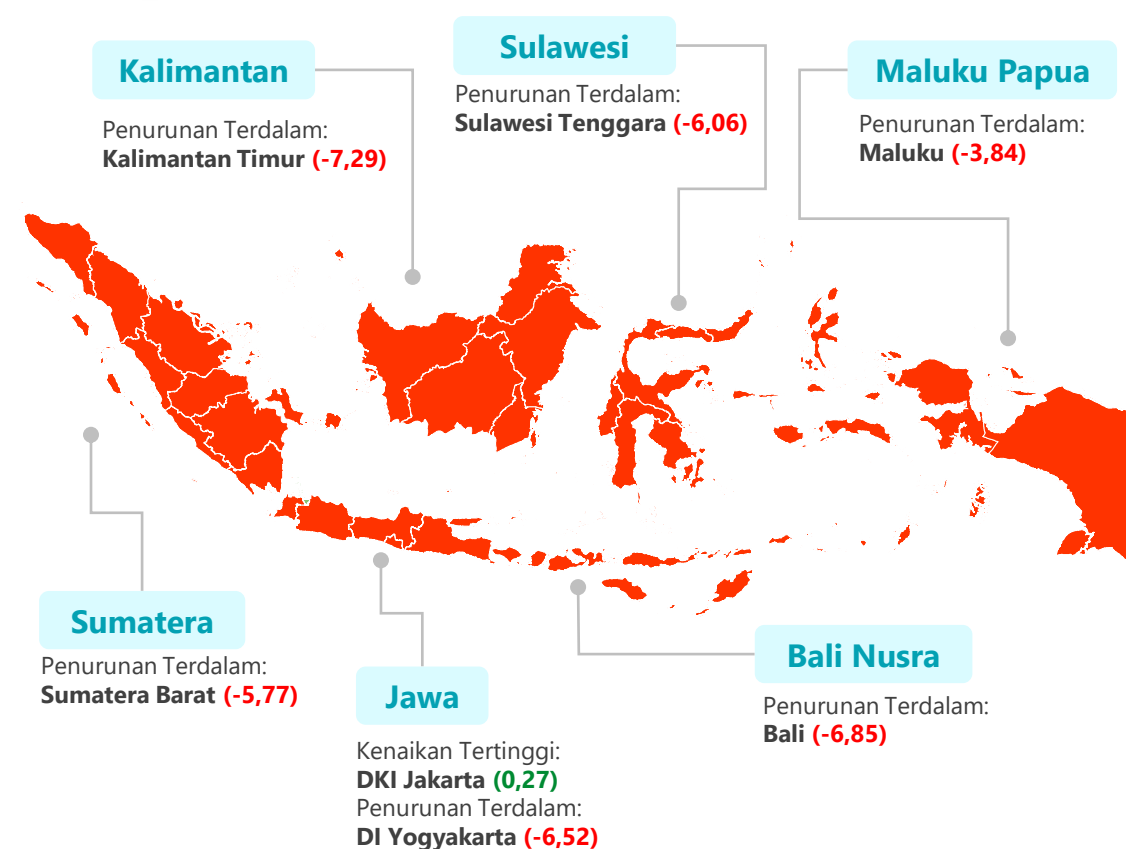 Kalimantan
Penurunan Terdalam:
Kalimantan Timur (-7,29)
Sulawesi
Penurunan Terdalam:
Sulawesi Tenggara (-6,06)
Maluku Papua
Penurunan Terdalam:
Maluku (-3,84)
Sumatera
Penurunan Terdalam:
Sumatera Barat (-5,77)
Jawa
Kenaikan Tertinggi:
DKI Jakarta (0,27)
Penurunan Terdalam:
DI Yogyakarta (-6,52)
Bali Nusra
Penurunan Terdalam:
Bali (-6,85)